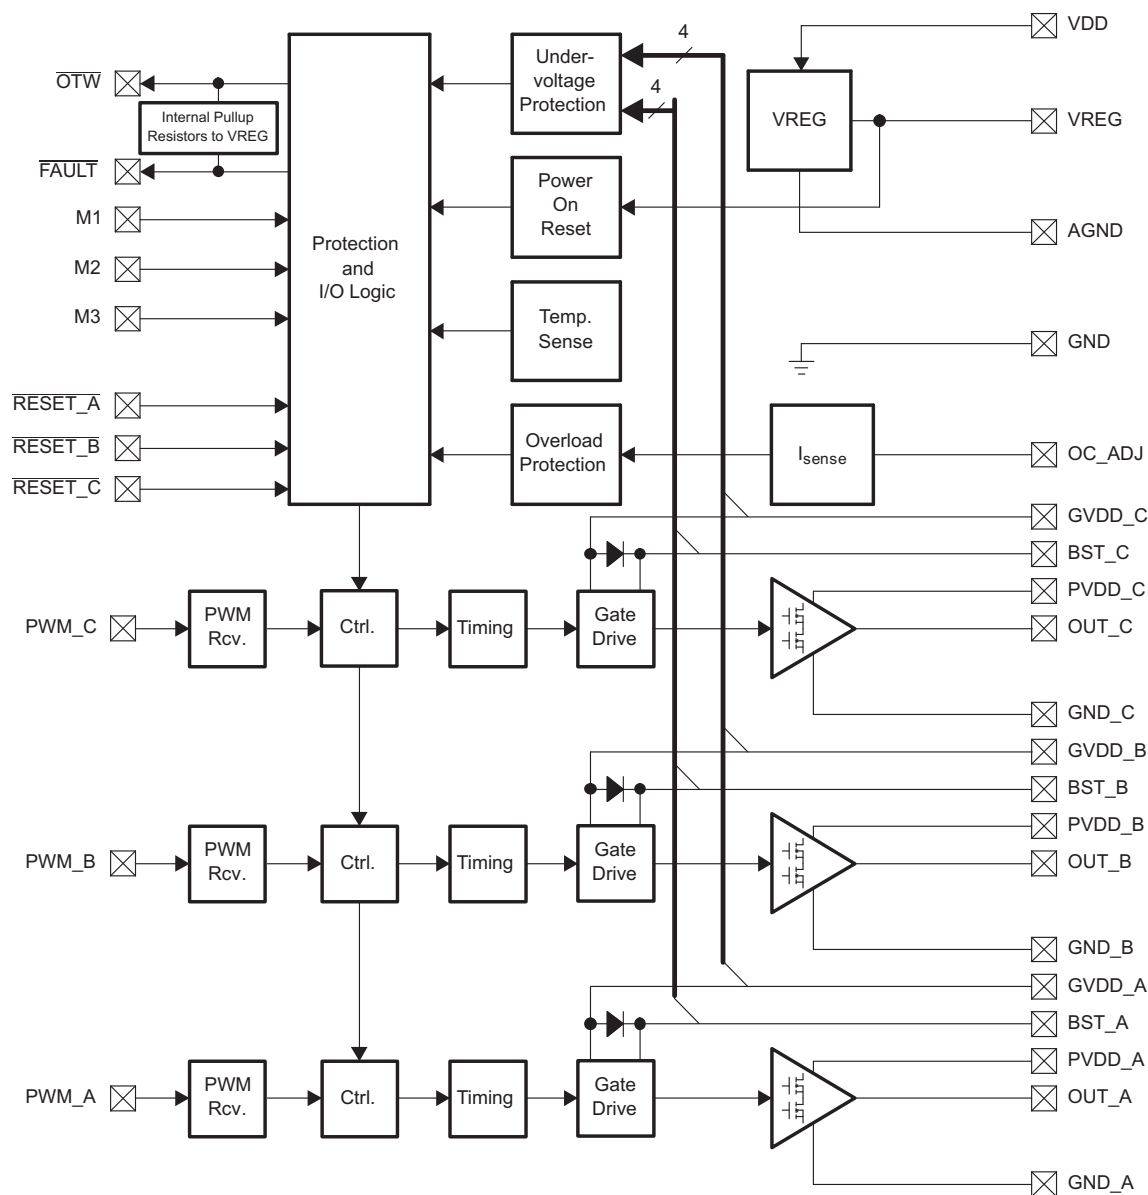 4
VDD
OTW
Under-
voltage
Protection
4
Internal Pullup
Resistors to VREG
VREG
VREG
FAULT
Power
On
Reset
M1
AGND
Protection
and
I/O Logic
M2
M3
Temp.
Sense
GND
RESET_A
RESET_B
Overload
Protection
Isense
OC_ADJ
RESET_C
GVDD_C
BST_C
PVDD_C
PWM_C
PWM
Rcv.
Ctrl.
Timing
Gate
Drive
OUT_C
GND_C
GVDD_B
BST_B
PVDD_B
PWM_B
PWM
Rcv.
Ctrl.
Timing
Gate
Drive
OUT_B
GND_B
GVDD_A
BST_A
PVDD_A
PWM_A
PWM
Rcv.
Ctrl.
Timing
Gate
Drive
OUT_A
GND_A